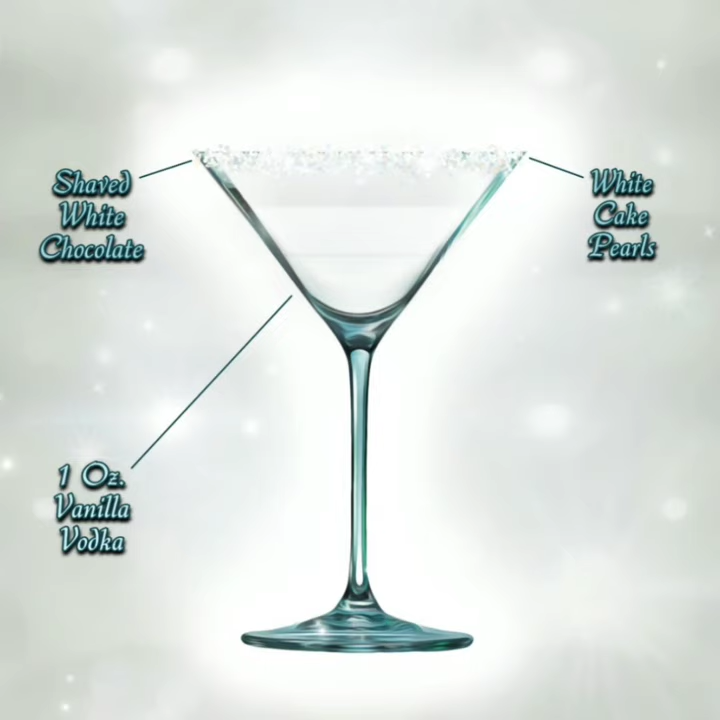 Shaved
White
Chocolate
White
Cake
Pearls
1 Oz.
Vanilla
Vodka